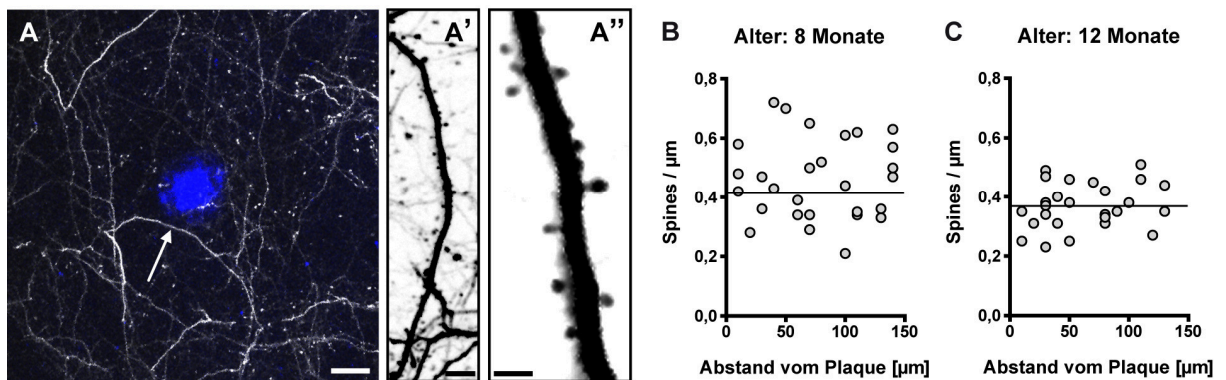 A
A'
A''
B
Alter: 8 Monate
Spines / µm
0,8
0,6
0,4
0,2
0,0
0
50
100
150
Abstand vom Plaque [µm]
C
Alter: 12 Monate
Spines / µm
0,8
0,6
0,4
0,2
0,0
0
50
100
150
Abstand vom Plaque [µm]